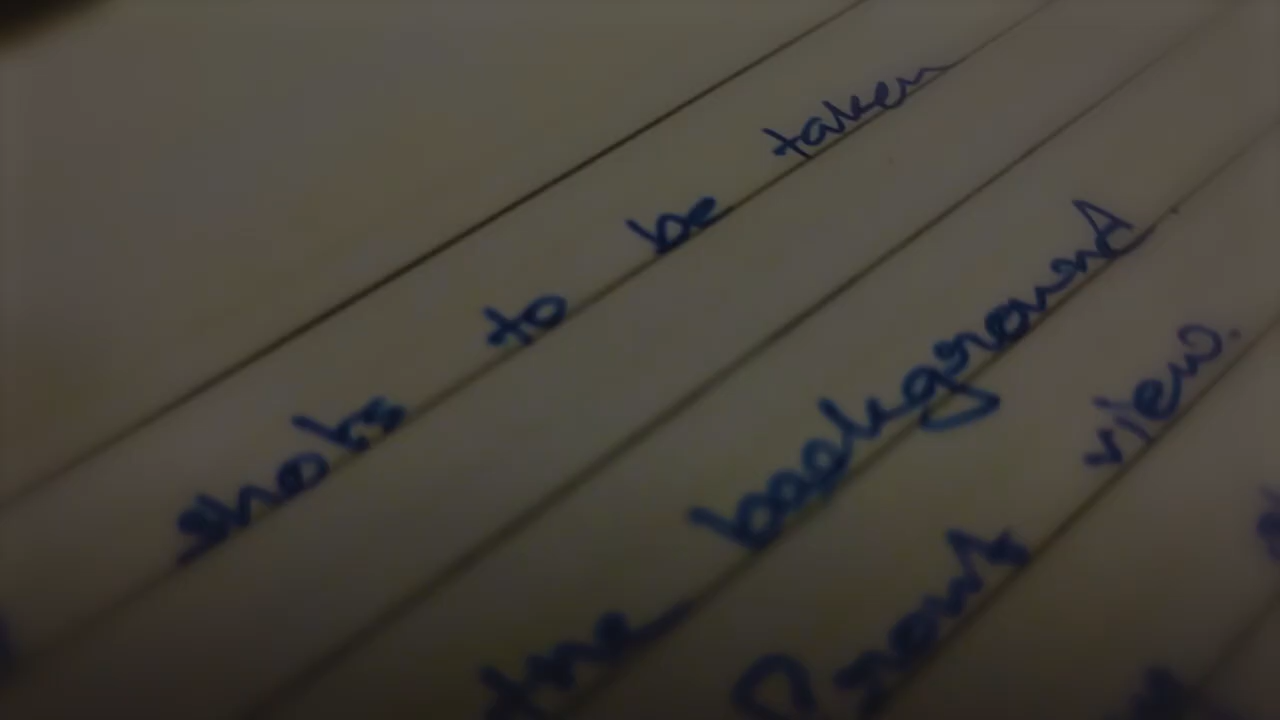 shots to be taken
the background
front view.